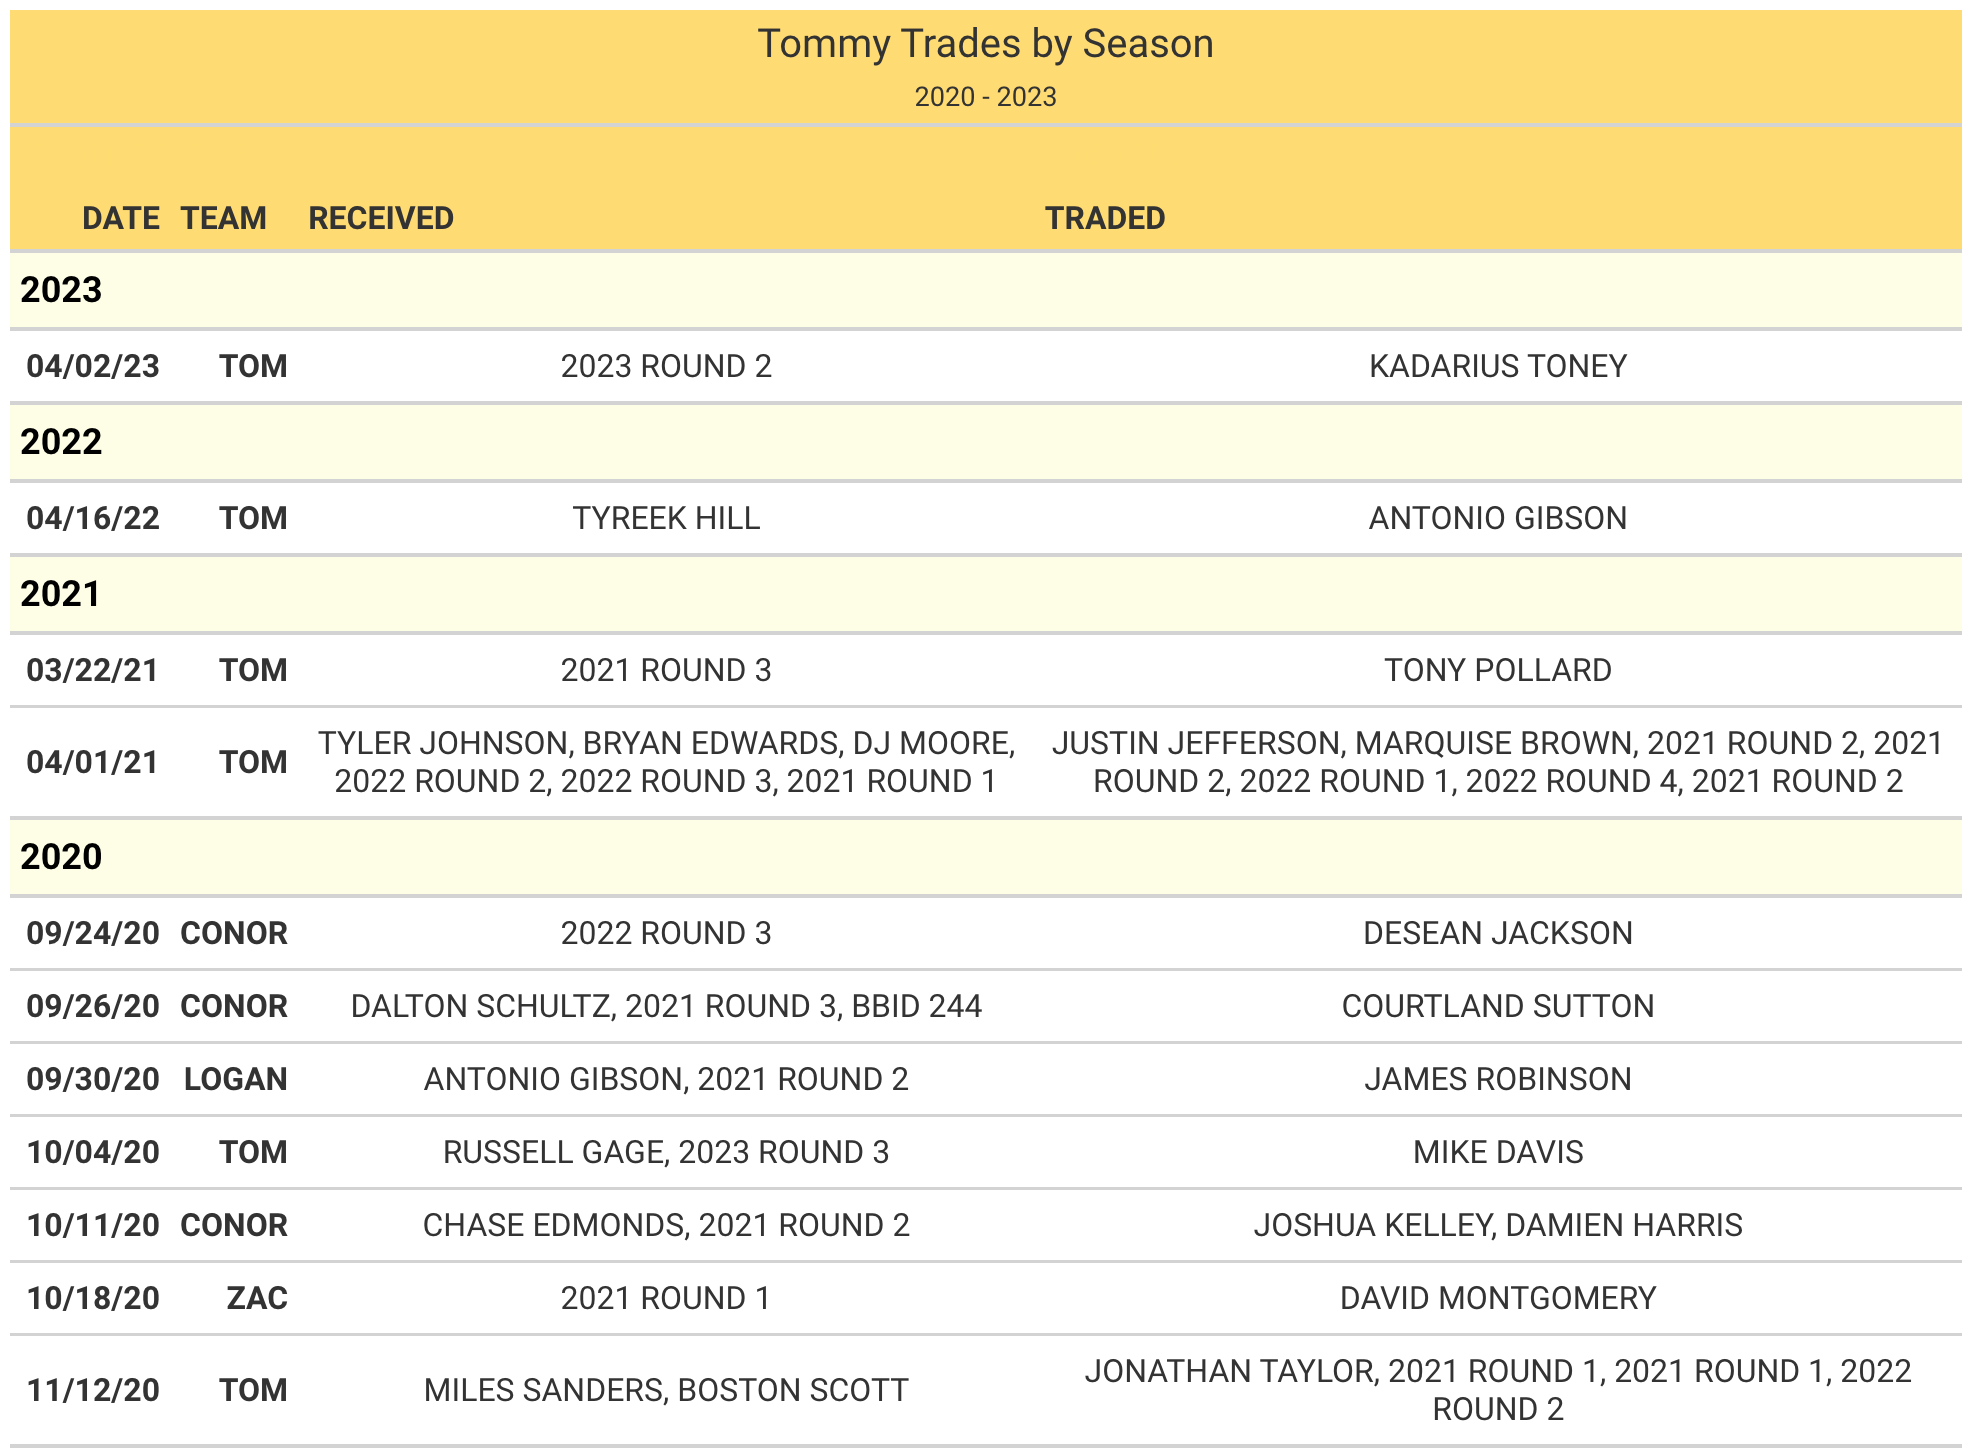 Tommy Trades by Season
2020 - 2023
DATE TEAM RECEIVED TRADED
2023
04/02/23 TOM 2023 ROUND 2 KADARIUS TONEY
2022
04/16/22 TOM TYREEK HILL ANTONIO GIBSON
2021
03/22/21 TOM 2021 ROUND 3 TONY POLLARD
04/01/21 TOM TYLER JOHNSON, BRYAN EDWARDS, DJ MOORE,
2022 ROUND 2, 2022 ROUND 3, 2021 ROUND 1
JUSTIN JEFFERSON, MARQUISE BROWN, 2021 ROUND 2, 2021
ROUND 2, 2022 ROUND 1, 2022 ROUND 4, 2021 ROUND 2
2020
09/24/20 CONOR 2022 ROUND 3 DESEAN JACKSON
09/26/20 CONOR DALTON SCHULTZ, 2021 ROUND 3, BBID 244 COURTLAND SUTTON
09/30/20 LOGAN ANTONIO GIBSON, 2021 ROUND 2 JAMES ROBINSON
10/04/20 TOM RUSSELL GAGE, 2023 ROUND 3 MIKE DAVIS
10/11/20 CONOR CHASE EDMONDS, 2021 ROUND 2 JOSHUA KELLEY, DAMIEN HARRIS
10/18/20 ZAC 2021 ROUND 1 DAVID MONTGOMERY
11/12/20 TOM MILES SANDERS, BOSTON SCOTT JONATHAN TAYLOR, 2021 ROUND 1, 2021 ROUND 1, 2022
ROUND 2